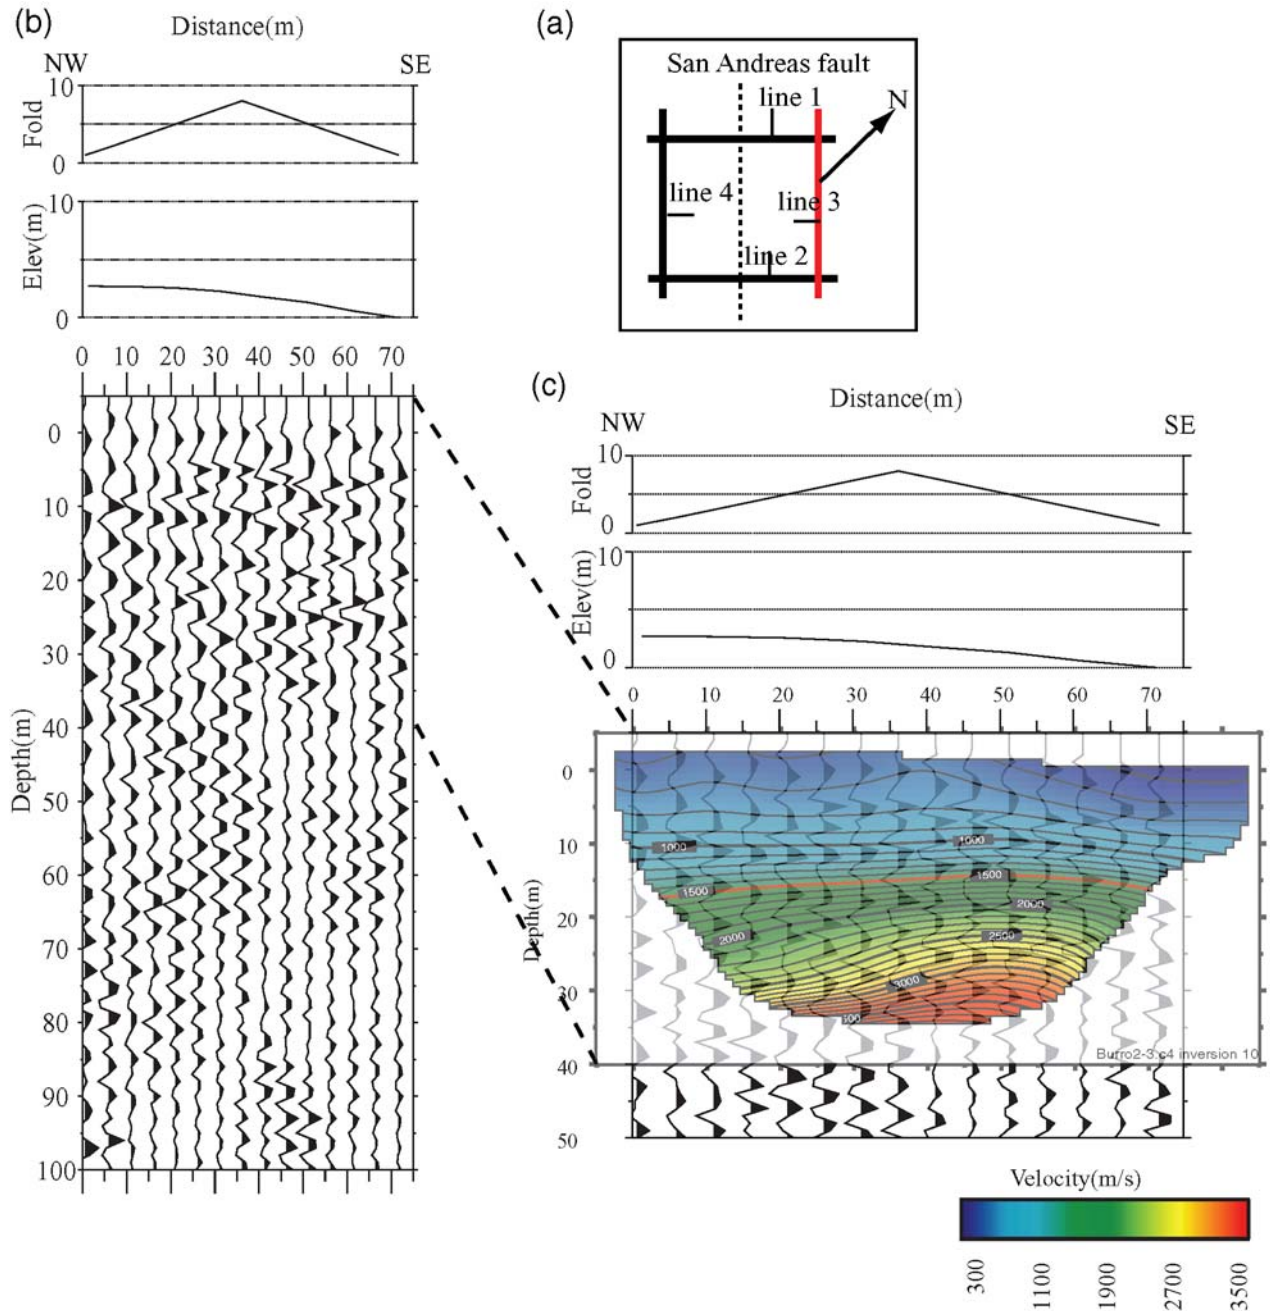 (b)
Distance(m)
NW
SE
10
Fold
0
10
Elev(m)
0
0 10 20 30 40 50 60 70
0
10
20
30
40
50
60
70
80
90
100
Depth(m)
(a)
San Andreas fault
line 1
N
line 4
line 3
line 2
(c)
Distance(m)
NW
SE
10
Fold
0
10
Elev(m)
0
0 10 20 30 40 50 60 70
0
10
20
30
40
50
Depth(m)
1000
1000
1500
1500
2000
2000
2500
3000
Burro2-3.c4 inversion 10
Velocity(m/s)
300 1100 1900 2700 3500